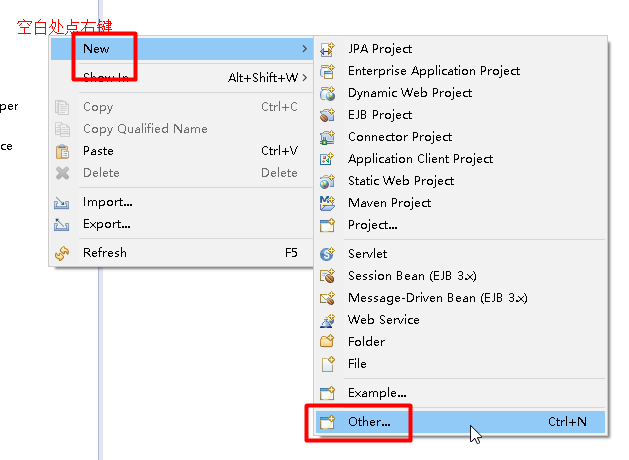 空白处点右键
New
Show In Alt+Shift+W
Copy Ctrl+C
Copy Qualified Name
Paste Ctrl+V
Delete Delete
Import...
Export...
Refresh F5
JPA Project
Enterprise Application Project
Dynamic Web Project
EJB Project
Connector Project
Application Client Project
Static Web Project
Maven Project
Project...
Servlet
Session Bean (EJB 3.x)
Message-Driven Bean (EJB 3.x)
Web Service
Folder
File
Example...
Other... Ctrl+N
per
ce